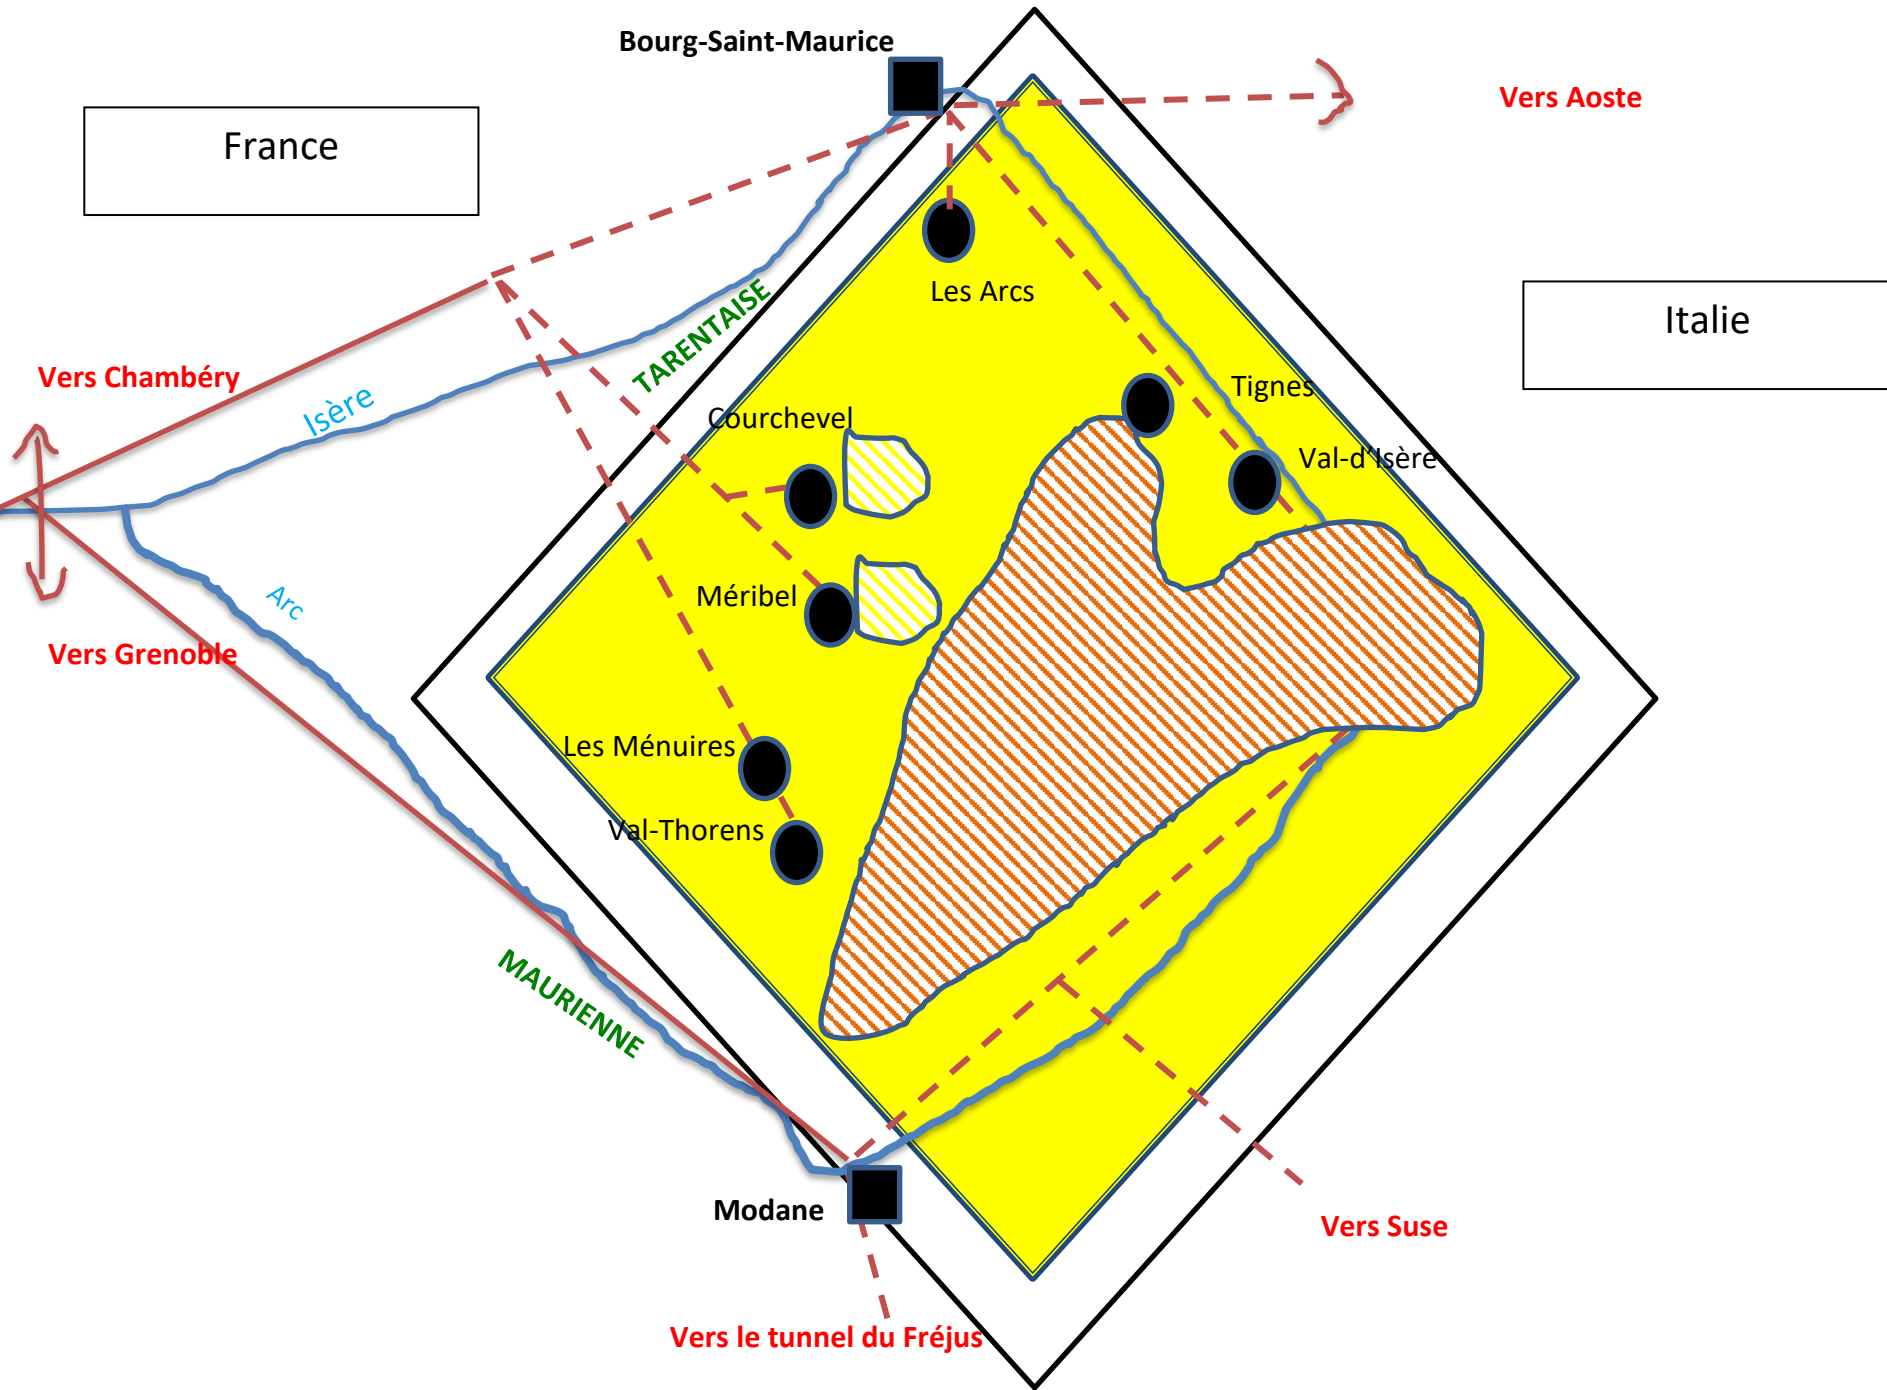 Bourg-Saint-Maurice
Vers Aoste
France
Les Arcs
Italie
TARENTAISE
Vers Chambéry
Isère
Tignes
Courchevel
Val-d'Isère
Arc
Méribel
Vers Grenoble
Les Ménuires
Val-Thorens
MAURIENNE
Modane
Vers Suse
Vers le tunnel du Fréjus